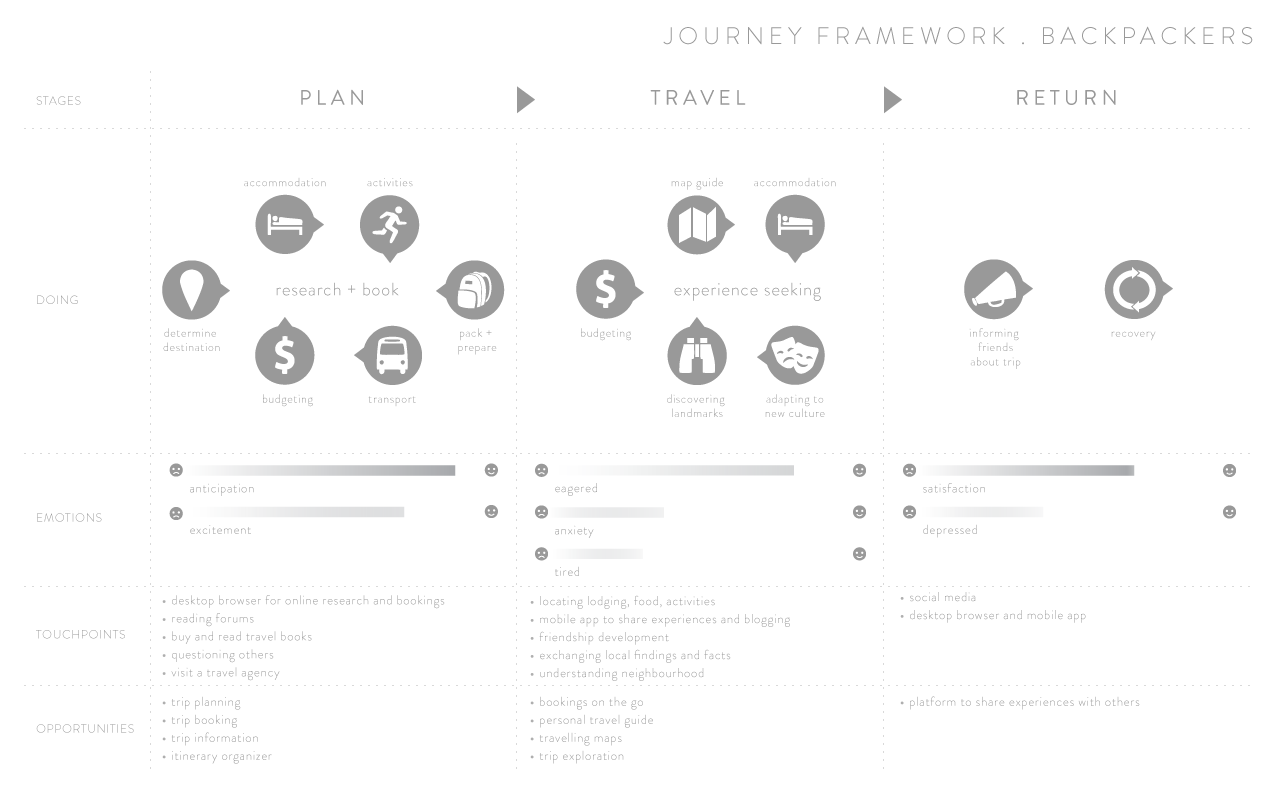 JOURNEY FRAMEWORK . BACKPACKERS
STAGES
PLAN
TRAVEL
RETURN
DOING
accommodation
activities
determine
destination
research + book
pack +
prepare
budgeting
transport
map guide
accommodation
budgeting
experience seeking
discovering
landmarks
adapting to
new culture
informing
friends
about trip
recovery
EMOTIONS
anticipation
excitement
eagered
anxiety
tired
satisfaction
depressed
TOUCHPOINTS
• desktop browser for online research and bookings
• reading forums
• buy and read travel books
• questioning others
• visit a travel agency
• locating lodging, food, activities
• mobile app to share experiences and blogging
• friendship development
• exchanging local findings and facts
• understanding neighbourhood
• social media
• desktop browser and mobile app
OPPORTUNITIES
• trip planning
• trip booking
• trip information
• itinerary organizer
• bookings on the go
• personal travel guide
• travelling maps
• trip exploration
• platform to share experiences with others